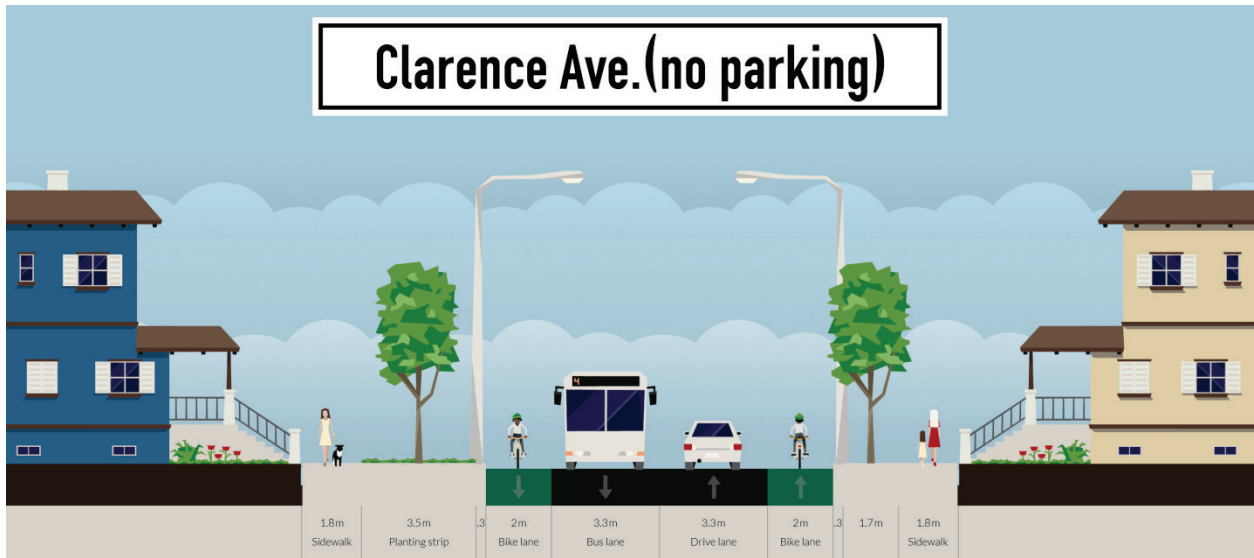 Clarence Ave.(no parking)
4
1.8m 3.5m .3 2m 3.3m 3.3m 2m .3 1.7m 1.8m
Sidewalk Planting strip Bike lane Bus lane Drive lane Bike lane Sidewalk